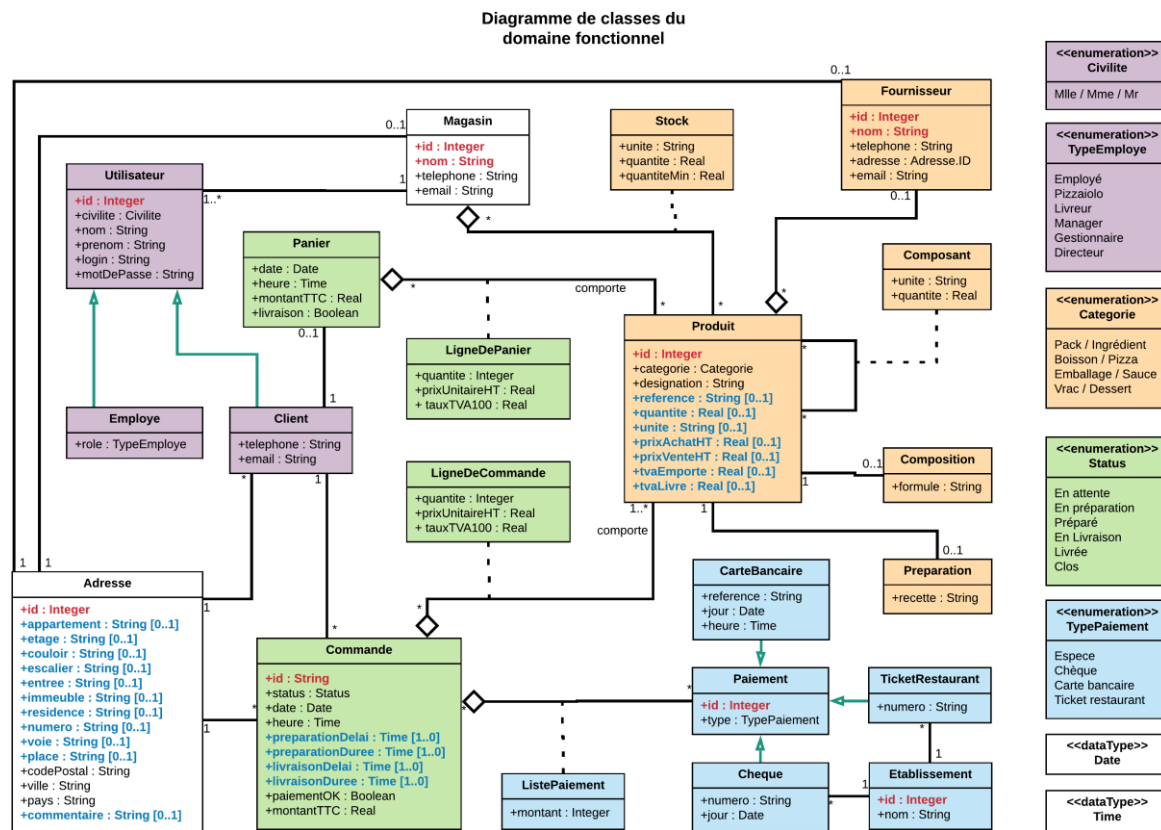 Diagramme de classes du
domaine fonctionnel
0..1
0..1
1
1..*
1
1
Magasin
+id : Integer
+nom : String
+telephone : String
+email : String
*
Stock
+unite : String
+quantite : Real
+quantiteMin : Real
*
Fournisseur
+id : Integer
+nom : String
+telephone : String
+adresse : Adresse.ID
+email : String
0..1
*
Utilisateur
+id : Integer
+civilite : Civilite
+nom : String
+prenom : String
+login : String
+motDePasse : String
Panier
+date : Date
+heure : Time
+montantTTC : Real
+livraison : Boolean
*
comporte
*
0..1
1
Composant
+unite : String
+quantite : Real
LigneDePanier
+ quantite : Integer
+prixUnitaireHT : Real
+ tauxTVA100 : Real
Produit
+id : Integer
+categorie : Categorie
+designation : String
+reference : String [0..1]
+quantite : Real [0..1]
+unite : String [0..1]
+prixAchatHT : Real [0..1]
+prixVenteHT : Real [0..1]
+tvaEmporte : Real [0..1]
+tvaLivre : Real [0..1]
*
*
Employe
+role : TypeEmploye
Client
+telephone : String
+email : String
*
1
1
*
LigneDeCommande
+quantite : Integer
+prixUnitaireHT : Real
+ tauxTVA100 : Real
1..*
comporte
*
1
0..1
Composition
+formule : String
1
0..1
Preparation
+recette : String
Adresse
+id : Integer
+appartement : String [0..1]
+etage : String [0..1]
+couloir : String [0..1]
+escalier : String [0..1]
+entree : String [0..1]
+immeuble : String [0..1]
+residence : String [0..1]
+numero : String [0..1]
+voie : String [0..1]
+place : String [0..1]
+codePostal : String
+ville : String
+pays : String
+commentaire : String [0..1]
1
*
Commande
+id : String
+status : Status
+date : Date
+heure : Time
+preparationDelai : Time [1..0]
+preparationDuree : Time [1..0]
+livraisonDelai : Time [1..0]
+livraisonDuree : Time [1..0]
+paiementOK : Boolean
+montantTTC : Real
*
*
CarteBancaire
+reference : String
+jour : Date
+heure : Time
Paiement
+id : Integer
+type : TypePaiement
TicketRestaurant
+numero : String
*
1
ListePaiement
+montant : Integer
Cheque
+numero : String
+jour : Date
*
1
Etablissement
+id : Integer
+nom : String
<<enumeration>>
Civilite
Mlle / Mme / Mr
<<enumeration>>
TypeEmploye
Employé
Pizzaiolo
Livreur
Manager
Gestionnaire
Directeur
<<enumeration>>
Categorie
Pack / Ingrédient
Boisson / Pizza
Emballage / Sauce
Vrac / Dessert
<<enumeration>>
Status
En attente
En préparation
Préparé
En Livraison
Livrée
Clos
<<enumeration>>
TypePaiement
Espece
Chèque
Carte bancaire
Ticket restaurant
<<dataType>>
Date
<<dataType>>
Time